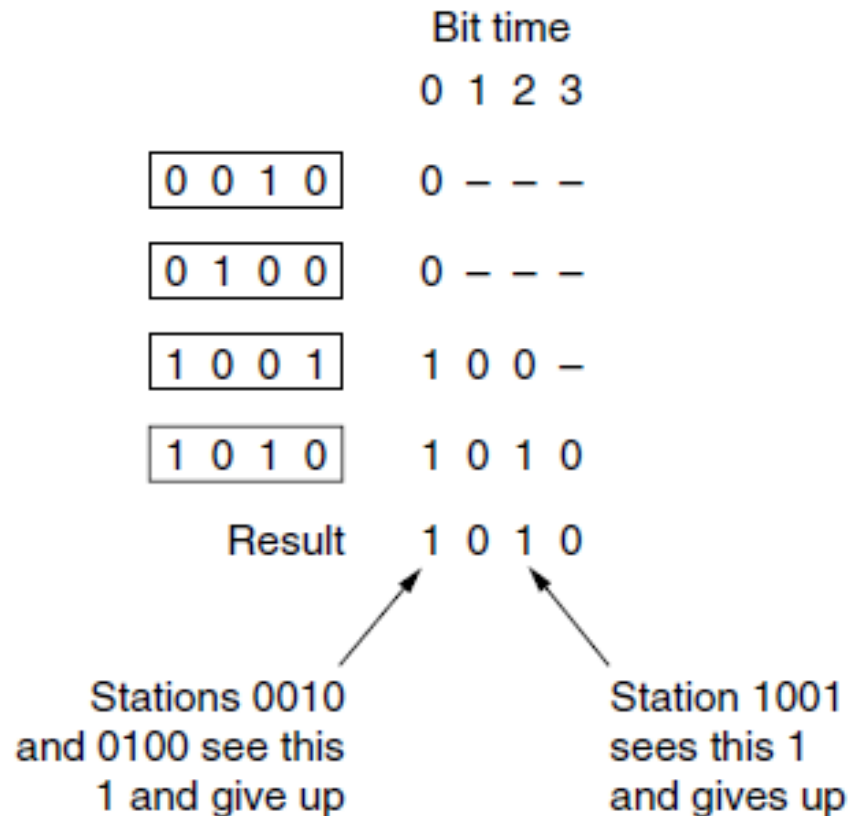 Bit time
0 1 2 3
0 0 1 0 0 – – –
0 1 0 0 0 – – –
1 0 0 1 1 0 0 –
1 0 1 0 1 0 1 0
Result 1 0 1 0
Stations 0010
and 0100 see this
1 and give up
Station 1001
sees this 1
and gives up